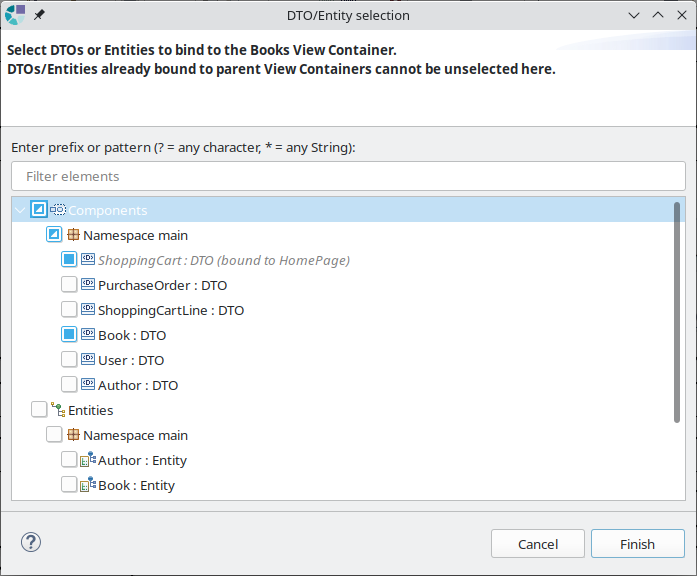 DTO/Entity selection
Select DTOs or Entities to bind to the Books View Container.
DTOs/Entities already bound to parent View Containers cannot be unselected here.
Enter prefix or pattern (? = any character, * = any String):
Filter elements
Components
Namespace main
ShoppingCart : DTO (bound to HomePage)
PurchaseOrder : DTO
ShoppingCartLine : DTO
Book : DTO
User : DTO
Author : DTO
Entities
Namespace main
Author : Entity
Book : Entity
Cancel
Finish